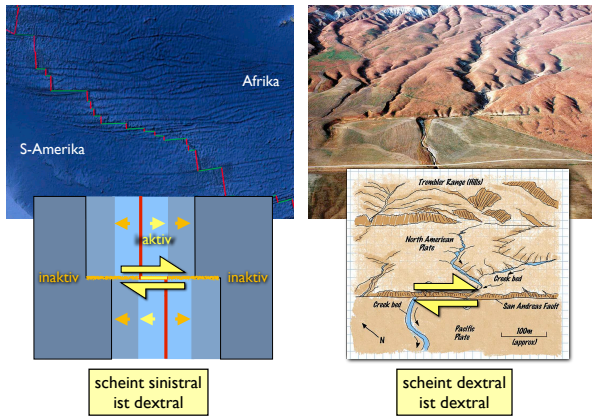 Afrika
S-Amerika
aktiv
inaktiv
inaktiv
scheint sinistral
ist dextral
Trembler Range (Hills)
North American
Plate
Creek bed
Creek bed
San Andreas Fault
Pacific
Plate
N
100m
(approx)
scheint dextral
ist dextral